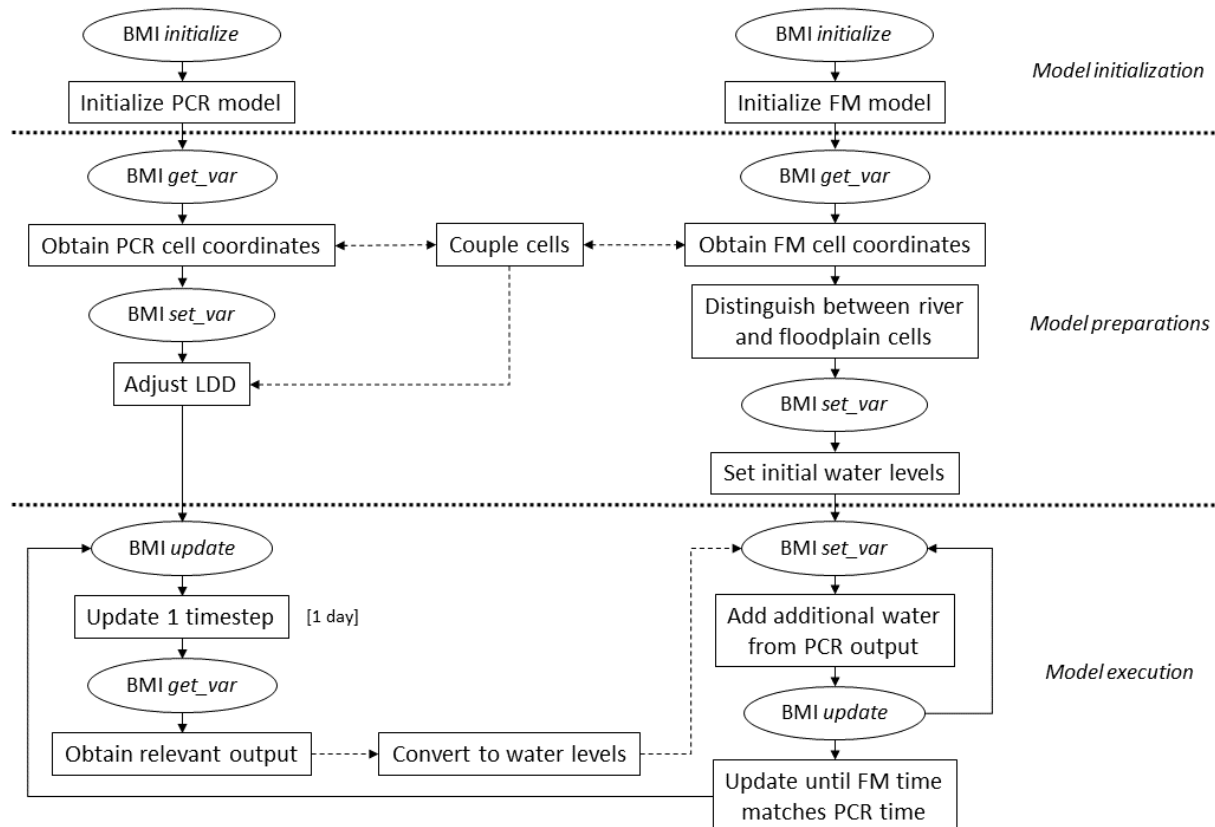 BMI initialize
BMI initialize
Model initialization
Initialize PCR model
Initialize FM model
BMI get_var
BMI get_var
Obtain PCR cell coordinates
Couple cells
Obtain FM cell coordinates
BMI set_var
Distinguish between river
and floodplain cells
Model preparations
Adjust LDD
BMI set_var
Set initial water levels
BMI update
BMI set_var
Update 1 timestep
[1 day]
Add additional water
from PCR output
Model execution
BMI get_var
BMI update
Obtain relevant output
Convert to water levels
Update until FM time
matches PCR time